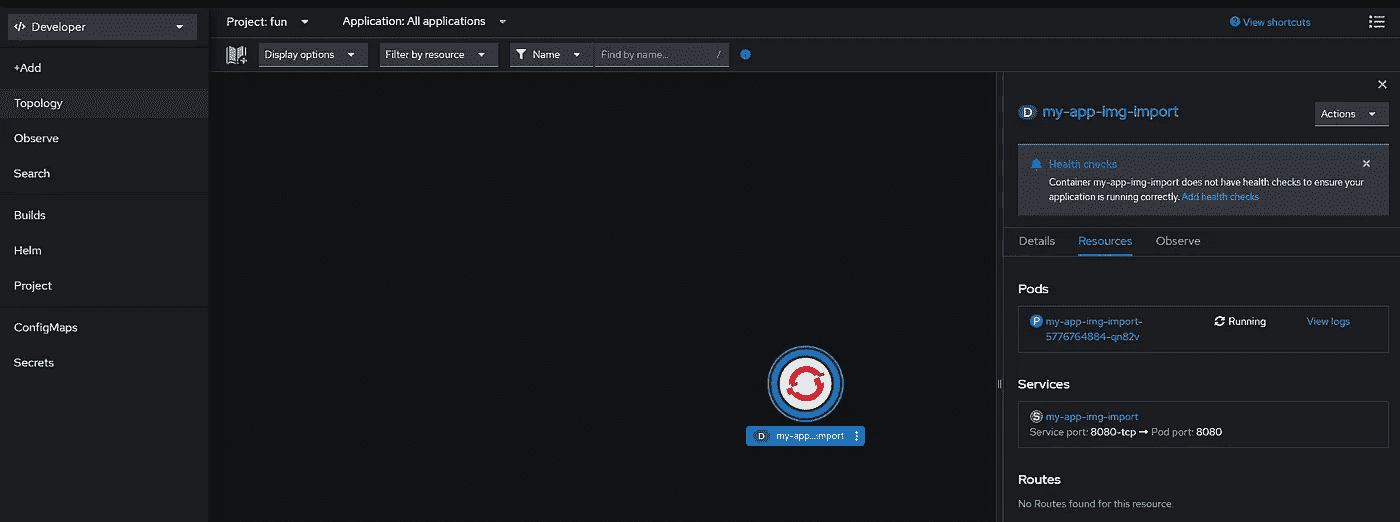 Developer
+Add
Topology
Observe
Search
Builds
Helm
Project
ConfigMaps
Secrets
Project: fun
Application: All applications
View shortcuts
Display options
Filter by resource
Name
Find by name...
/
D my-app-img-import
Actions
Health checks
Container my-app-img-import does not have health checks to ensure your
application is running correctly. Add health checks
Details
Resources
Observe
Pods
P my-app-img-import-
5776764884-qn82v
Running
View logs
Services
S my-app-img-import
Service port: 8080-tcp → Pod port: 8080
Routes
No Routes found for this resource.
D my-app...:mport